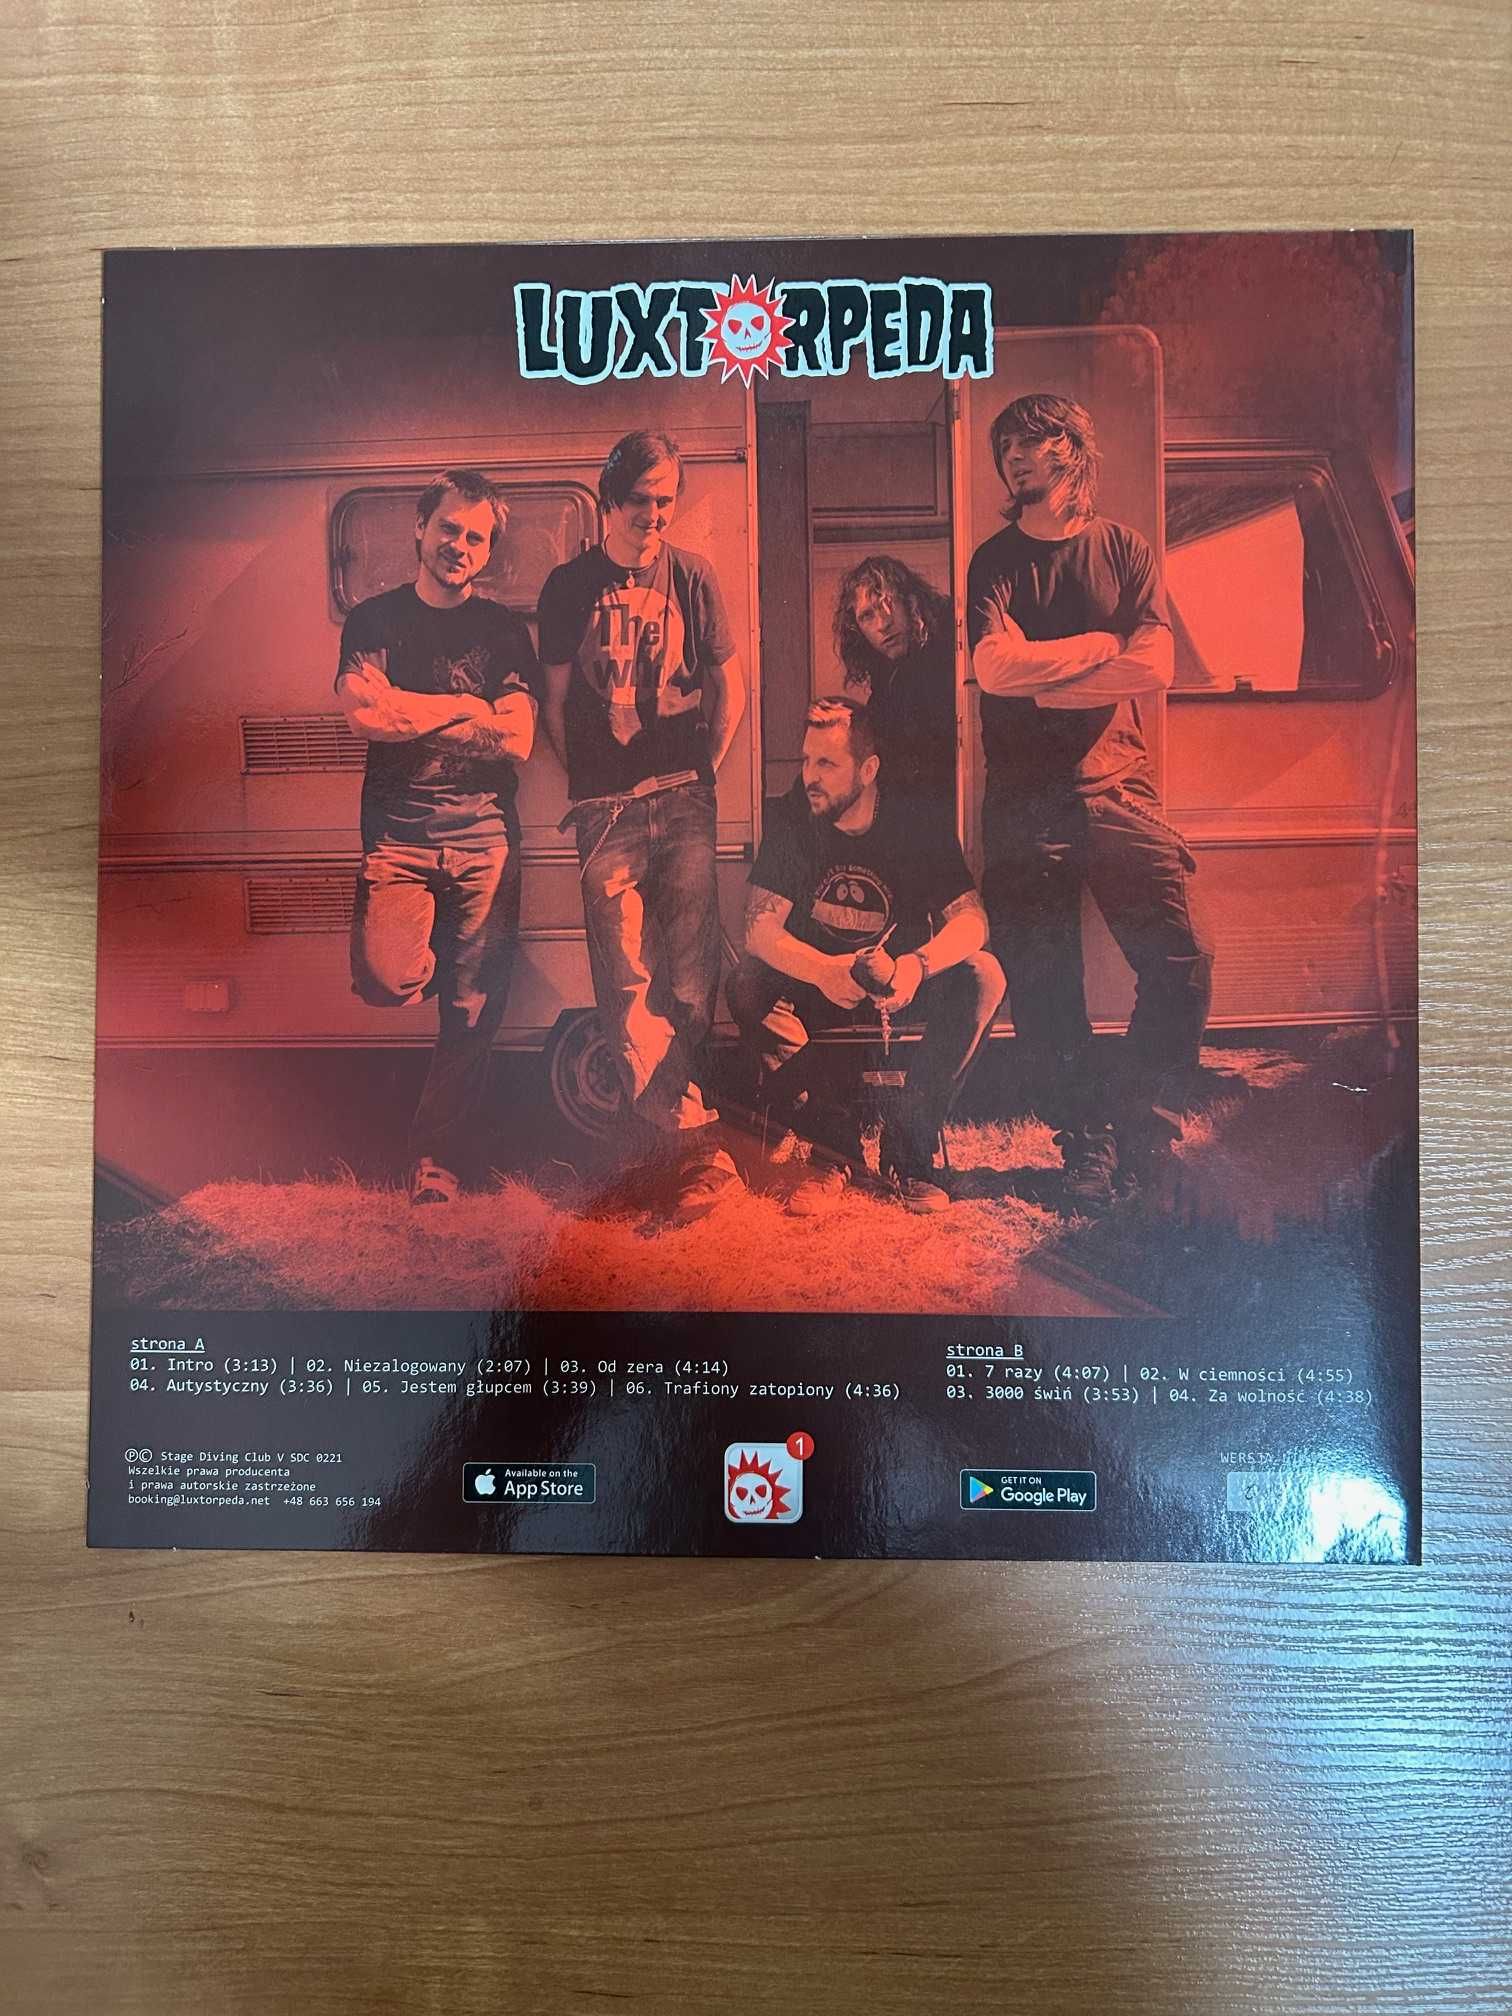 LUXTORPEDA
The
strona A
01. Intro (3:13) | 02. Niezalogowany (2:07) | 03. Od zera (4:14)
04. Autystyczny (3:36) | 05. Jestem głupcem (3:39) | 06. Trafiony zatopiony (4:36)
strona B
01. 7 razy (4:07) | 02. W ciemności (4:55)
03. 3000 świń (3:53) | 04. Za wolność (4:38)
ⓅⒸ Stage Diving Club V SDC 0221
Wszelkie prawa producenta
i prawa autorskie zastrzeżone
booking@luxtorpeda.net +48 663 656 194
Available on the
App Store
1
GET IT ON
Google Play